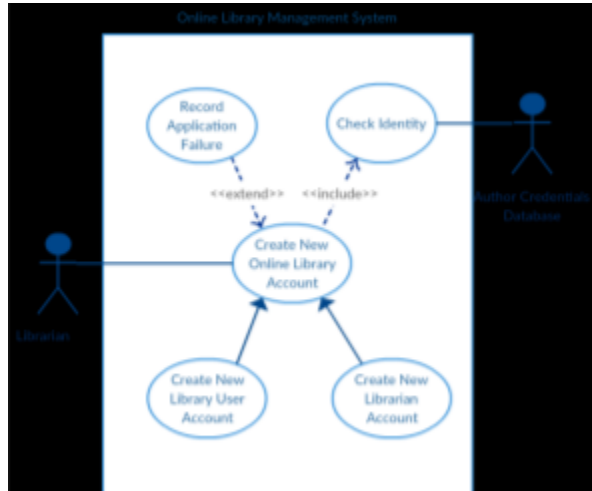 Online Library Management System
Record
Application
Failure
Check Identity
<<extend>>
<<include>>
Author Credentials
Database
Create New
Online Library
Account
Librarian
Create New
Library User
Account
Create New
Librarian
Account